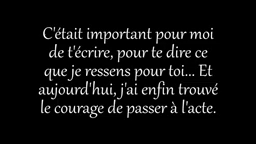 C'était important pour moi
de t'écrire, pour te dire ce
que je ressens pour toi... Et
aujourd'hui, j'ai enfin trouvé
le courage de passer à l'acte.